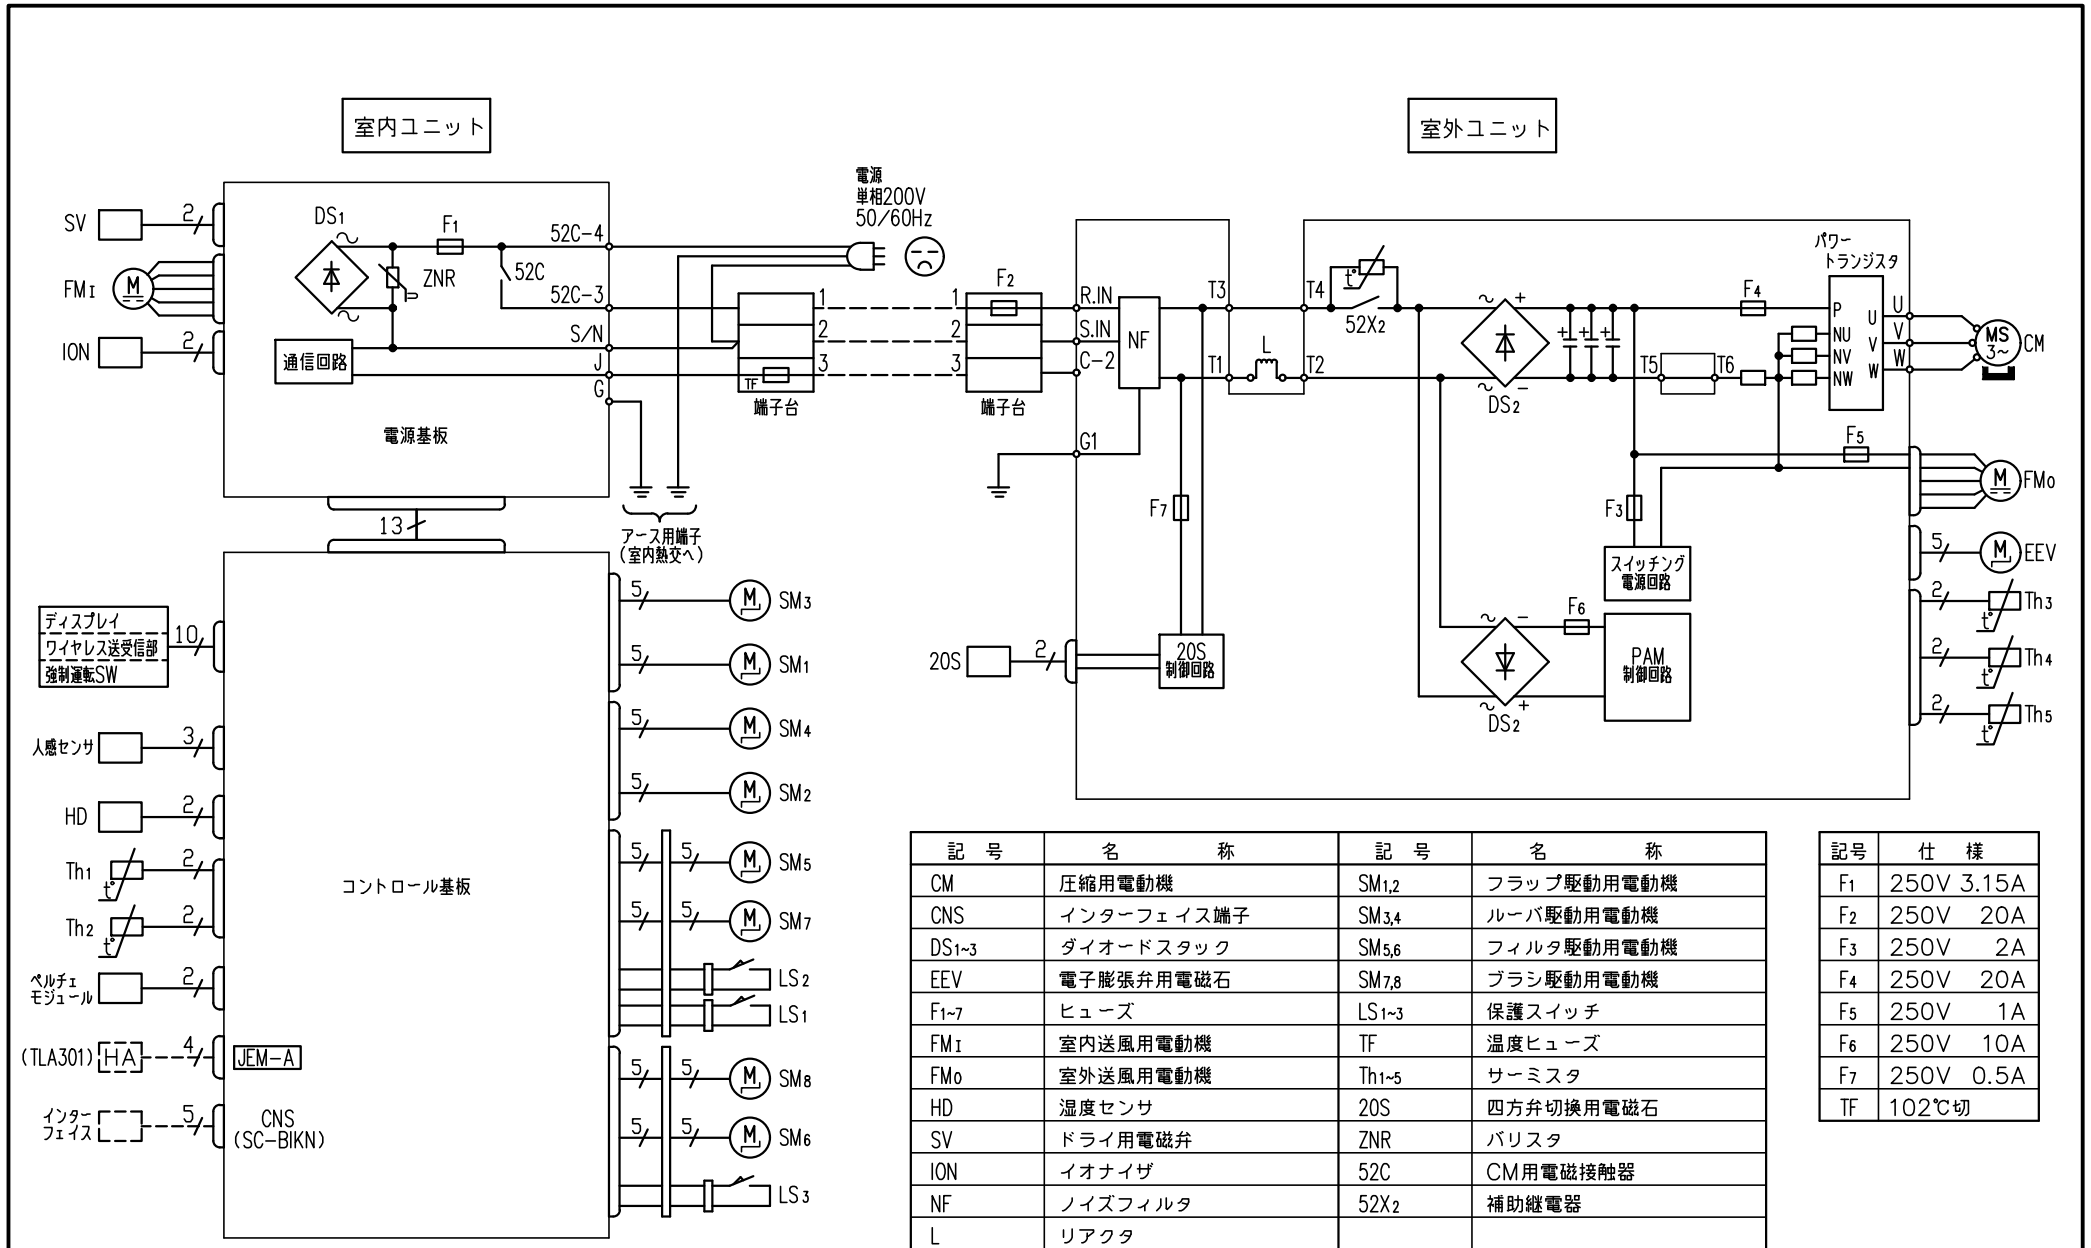 室内ユニット
室外ユニット
電源
単相200V
50/60Hz
SV
2
FMI
M
ION
2
DS1
F1
ZNR
52C
52C-4
52C-3
S/N
J
G
通信回路
電源基板
13
アース用端子
(室内熱交へ)
1
2
3
TF
端子台
1
2
3
F2
端子台
R.IN
S.IN
C-2
NF
G1
T3
T1
L
T4
T2
t°
52X2
DS2
+
−
+
+
+
T5
T6
F4
パワー
トランジスタ
P
NU
NV
NW
U
V
W
U
V
W
MS
3~
CM
F5
M
FMO
F7
F3
スイッチング
電源回路
5
M
EEV
2
t°
Th3
2
t°
Th4
2
t°
Th5
20S
2
20S
制御回路
−
+
DS2
F6
PAM
制御回路
ディスプレイ
ワイヤレス送受信部
強制運転SW
10
人感センサ
3
HD
2
Th1
t°
2
Th2
t°
2
ペルチェ
モジュール
2
(TLA301)
HA
4
JEM-A
インター
フェイス
5
CNS
(SC-BIKN)
コントロール基板
5
M
SM3
5
M
SM1
5
M
SM4
5
M
SM2
5
5
M
SM5
5
5
M
SM7
LS2
LS1
5
5
M
SM8
5
5
M
SM6
LS3
記号 名称 記号 名称
CM 圧縮用電動機 SM1,2 フラップ駆動用電動機
CNS インターフェイス端子 SM3,4 ルーバ駆動用電動機
DS1~3 ダイオードスタック SM5,6 フィルタ駆動用電動機
EEV 電子膨張弁用電磁石 SM7,8 ブラシ駆動用電動機
F1~7 ヒューズ LS1~3 保護スイッチ
FMI 室内送風用電動機 TF 温度ヒューズ
FMO 室外送風用電動機 Th1~5 サーミスタ
HD 湿度センサ 20S 四方弁切換用電磁石
SV ドライ用電磁弁 ZNR バリスタ
ION イオナイザ 52C CM用電磁接触器
NF ノイズフィルタ 52X2 補助継電器
L リアクタ
記号 仕様
F1 250V 3.15A
F2 250V 20A
F3 250V 2A
F4 250V 20A
F5 250V 1A
F6 250V 10A
F7 250V 0.5A
TF 102℃切